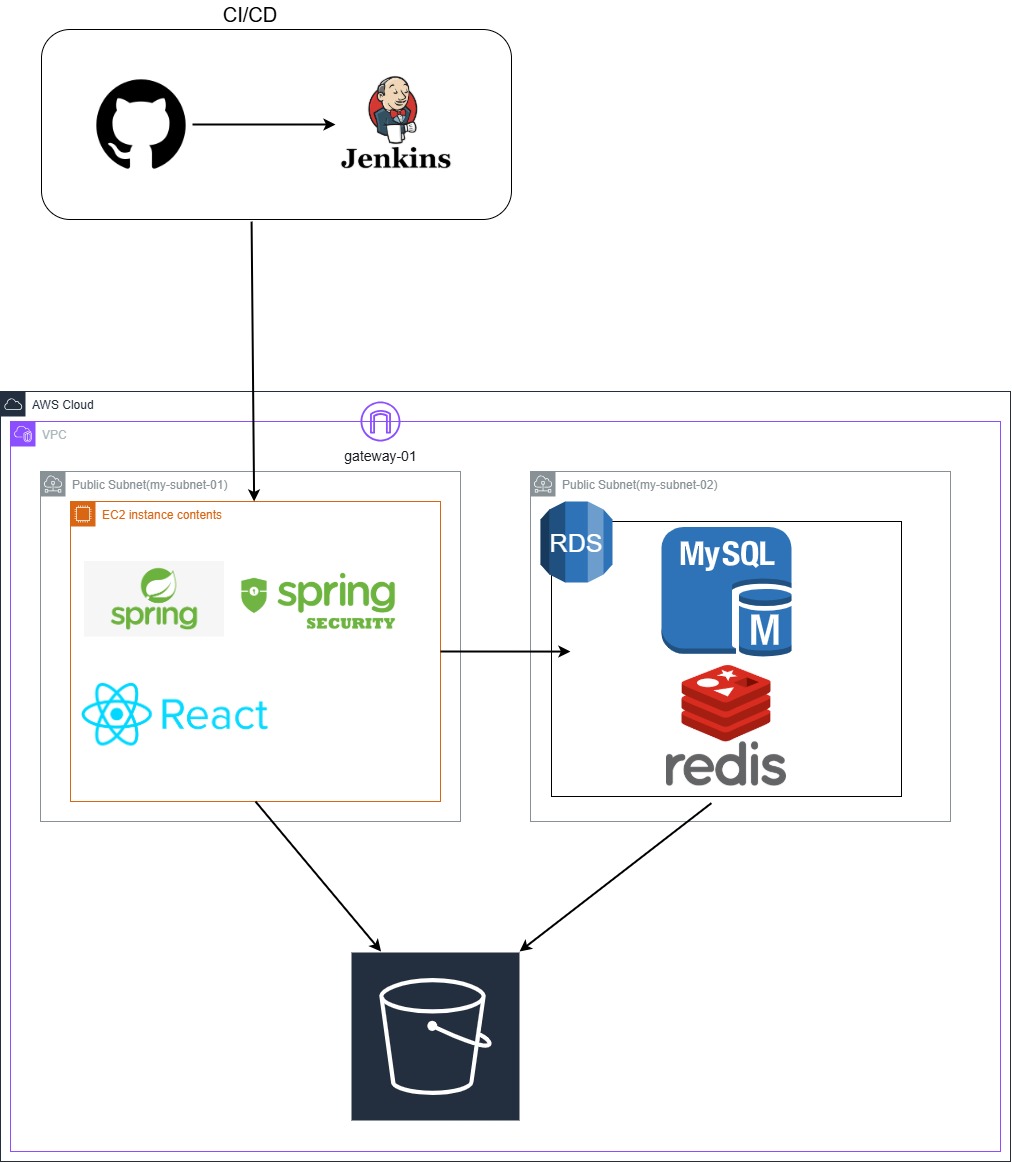 CI/CD
Jenkins
AWS Cloud
VPC
gateway-01
Public Subnet(my-subnet-01)
Public Subnet(my-subnet-02)
EC2 instance contents
RDS
MySQL
M
spring
spring
SECURITY
React
redis